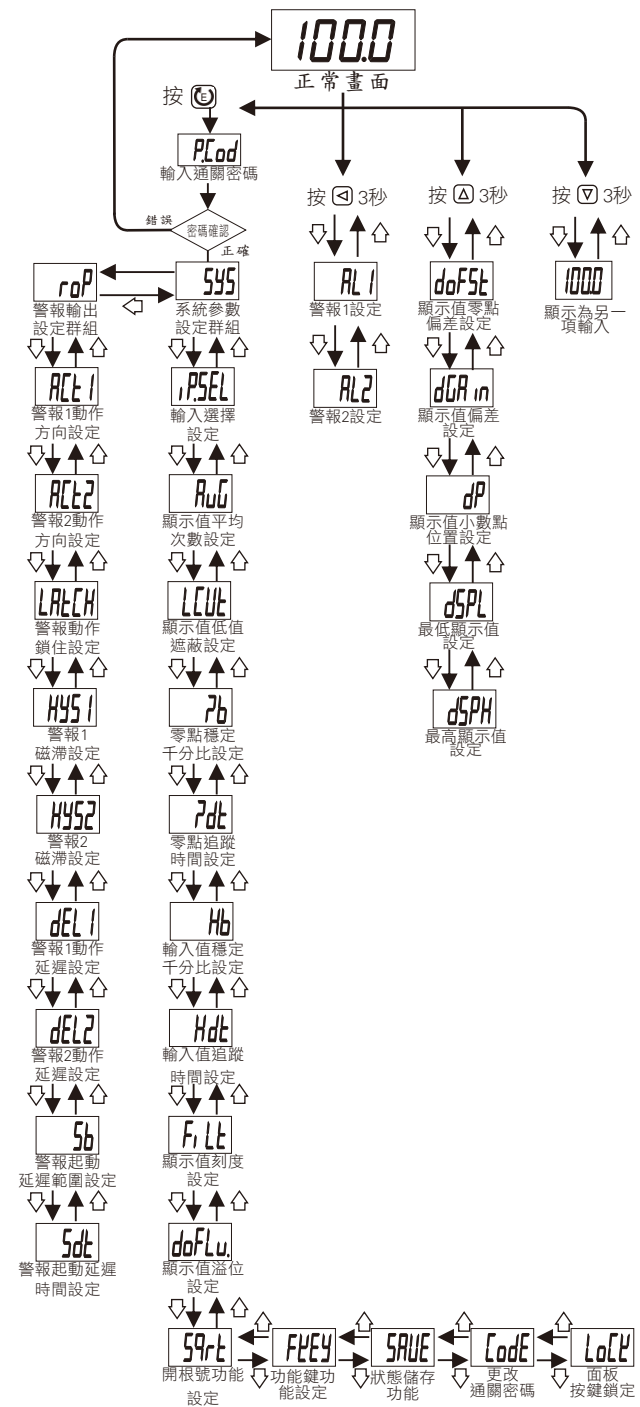 100.0
正常畫面
按 E
P.Cod
輸入通關密碼
錯誤
密碼確認
正確
按 3秒
AL1
警報1設定
AL2
警報2設定
按 3秒
doFSt
顯示值零點
偏差設定
dGAin
顯示值偏差
設定
dP
顯示值小數點
位置設定
dSPL
最低顯示值
設定
dSPH
最高顯示值
設定
按 3秒
100.0
顯示為另一
項輸入
roP
警報輸出
設定群組
ACt1
警報1動作
方向設定
ACt2
警報2動作
方向設定
LAtCH
警報動作
鎖住設定
HYS1
警報1
磁滯設定
HYS2
警報2
磁滯設定
dEL1
警報1動作
延遲設定
dEL2
警報2動作
延遲設定
Sb
警報起動
延遲範圍設定
Sdt
警報起動延遲
時間設定
SYS
系統參數
設定群組
iP.SEL
輸入選擇
設定
AvG
顯示值平均
次數設定
LCUt
顯示值低值
遮蔽設定
Zb
零點穩定
千分比設定
Zdt
零點追蹤
時間設定
Hb
輸入值穩定
千分比設定
Hdt
輸入值追蹤
時間設定
FiLt
顯示值刻度
設定
doFLv.
顯示值溢位
設定
Sqrt
開根號功能
設定
FKEY
功能鍵功
能設定
SAVE
狀態儲存
功能
CodE
更改
通關密碼
LoCK
面板
按鍵鎖定